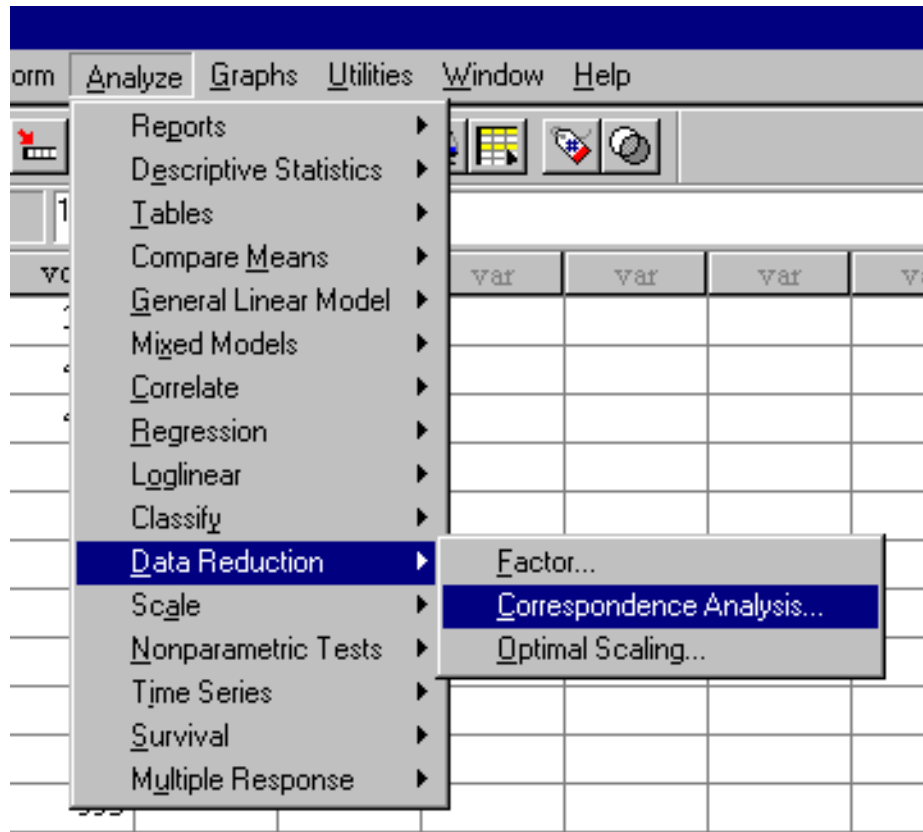 orm Analyze Graphs Utilities Window Help
Reports
Descriptive Statistics
Tables
Compare Means
var var var
General Linear Model
Mixed Models
Correlate
Regression
Loglinear
Classify
Data Reduction
Factor...
Scale
Correspondence Analysis...
Nonparametric Tests
Optimal Scaling...
Time Series
Survival
Multiple Response